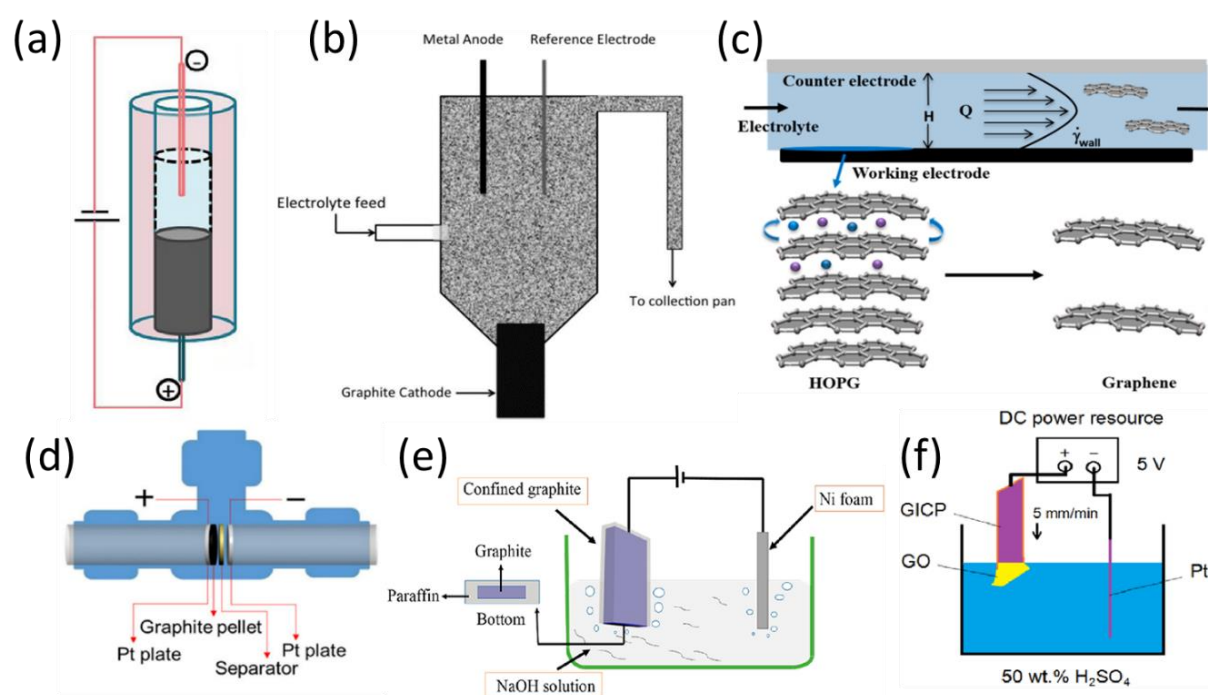 (a)
−
+
(b)
Metal Anode
Reference Electrode
Electrolyte feed
To collection pan
Graphite Cathode
(c)
Counter electrode
H
Q
Electrolyte
γ̇wall
Working electrode
HOPG
Graphene
(d)
+
−
Graphite pellet
Pt plate
Pt plate
Separator
(e)
Confined graphite
Ni foam
Graphite
Paraffin
Bottom
NaOH solution
(f)
DC power resource
+ −
5 V
GICP
5 mm/min
GO
Pt
50 wt.% H₂SO₄